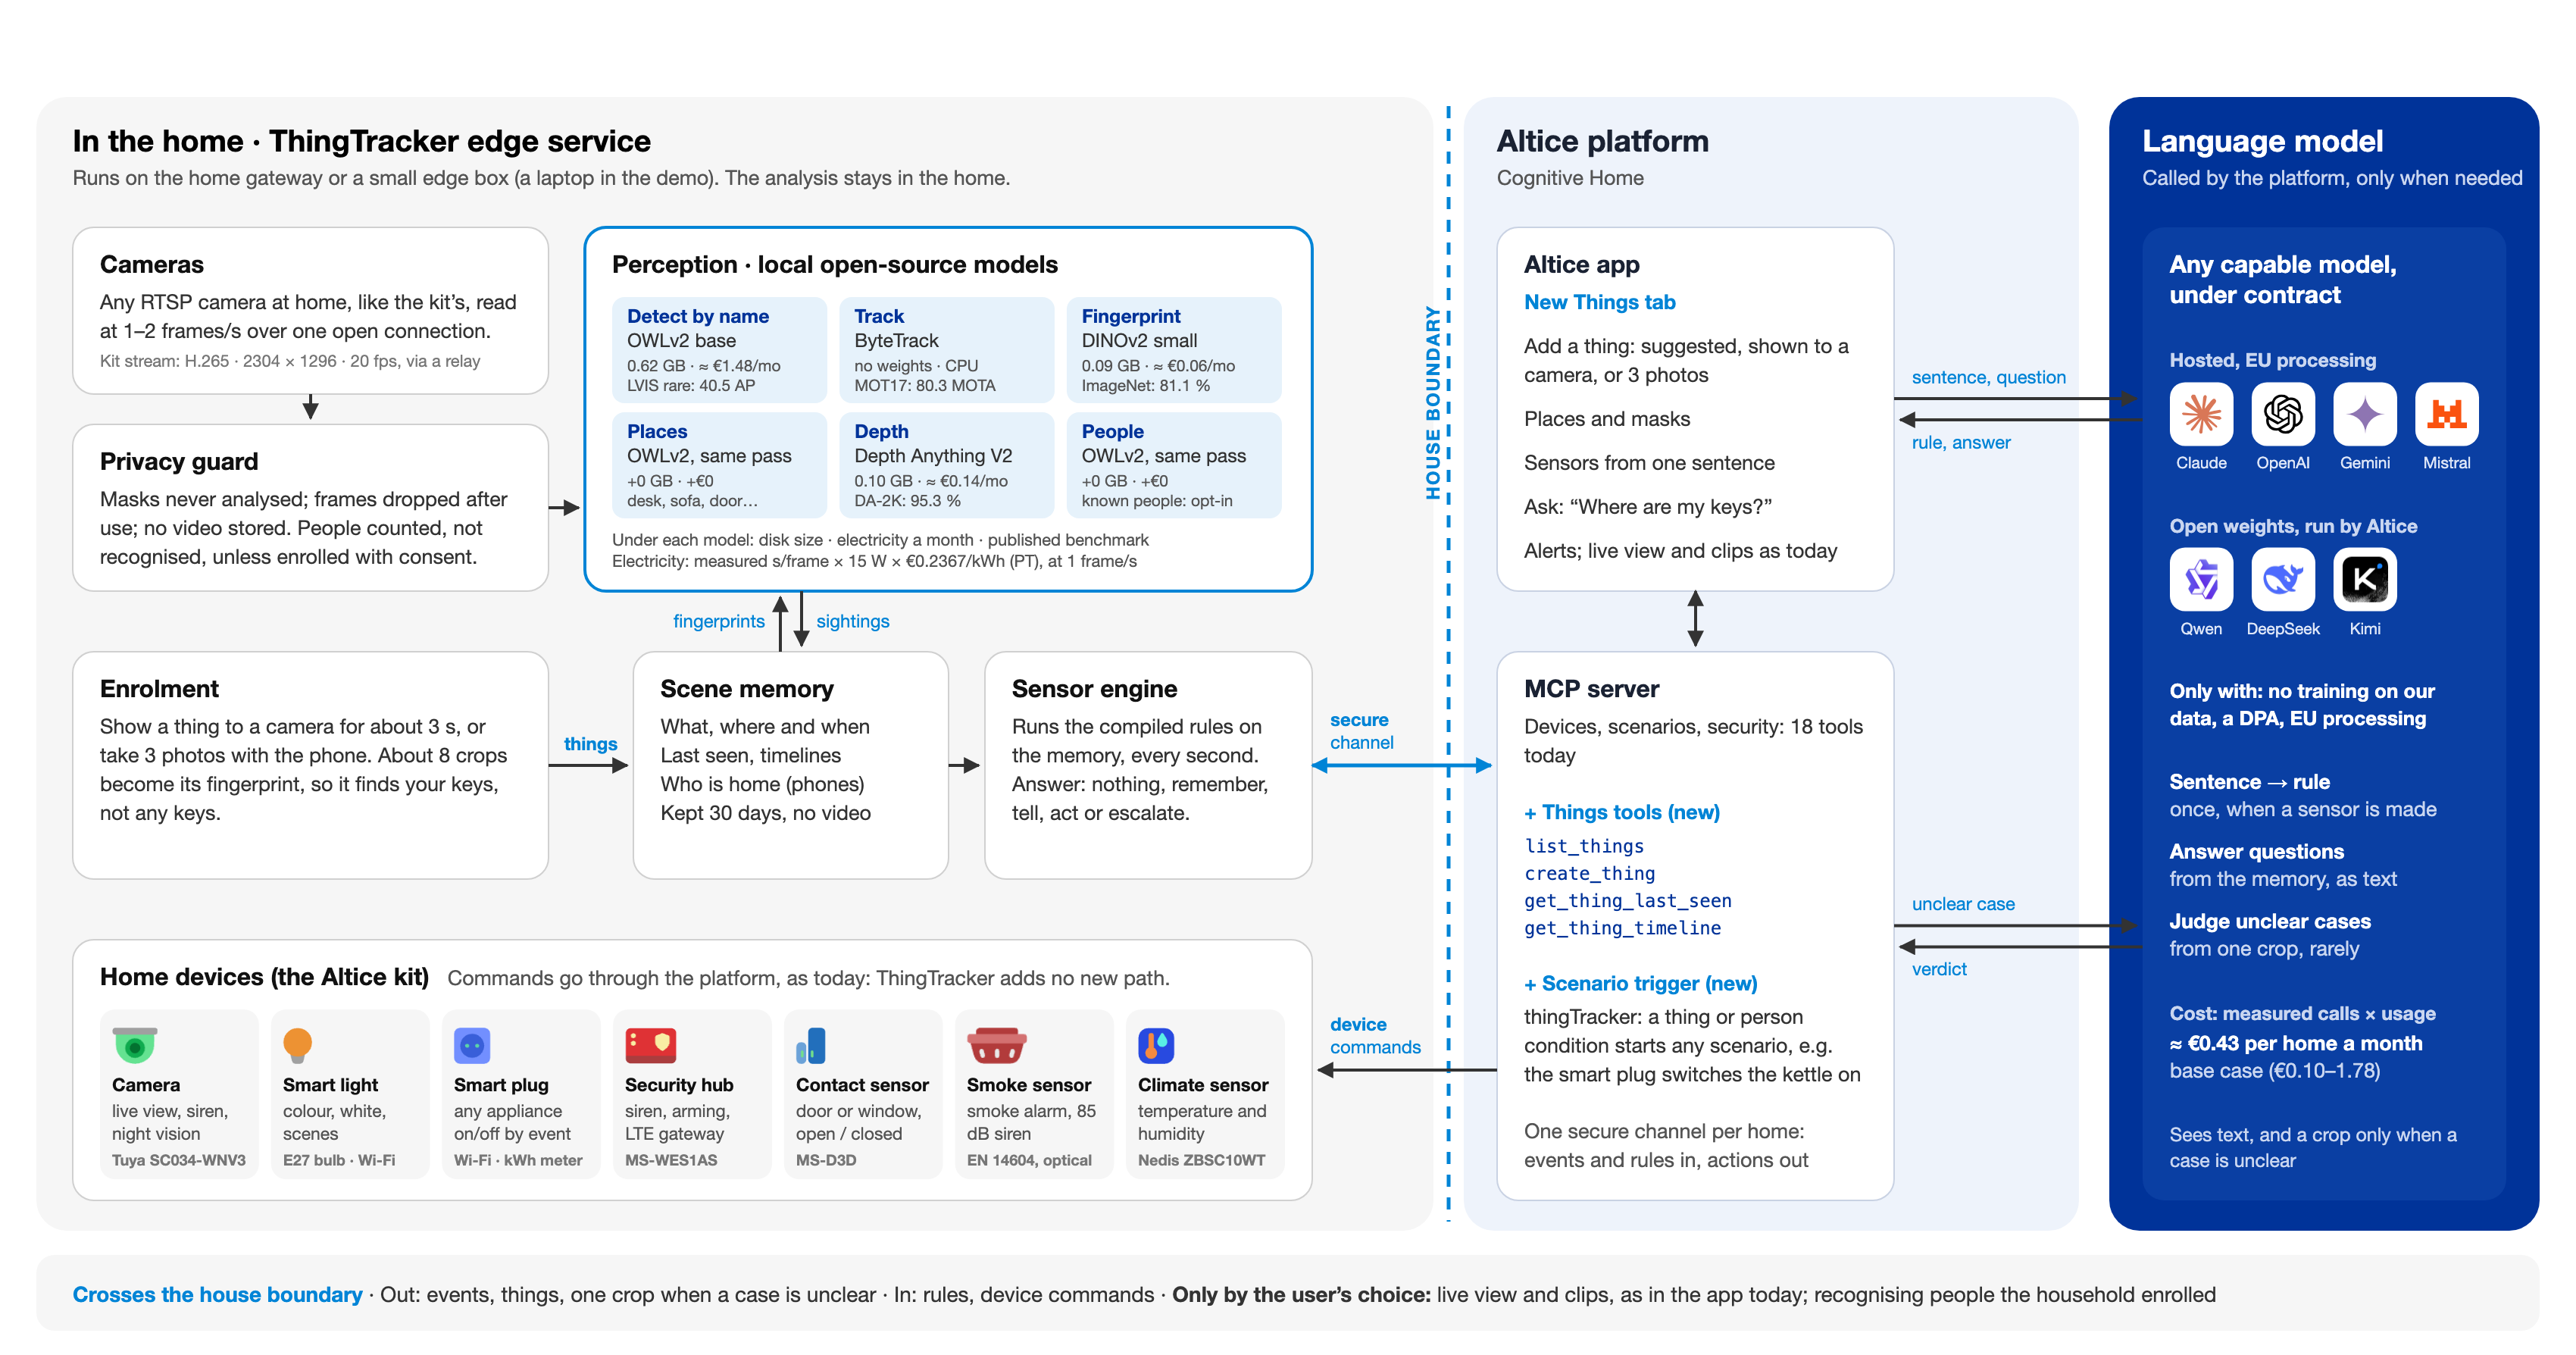 In the home · ThingTracker edge service
Runs on the home gateway or a small edge box (a laptop in the demo). The analysis stays in the home.
Cameras
Any RTSP camera at home, like the kit’s, read
at 1–2 frames/s over one open connection.
Kit stream: H.265 · 2304 × 1296 · 20 fps, via a relay
Privacy guard
Masks never analysed; frames dropped after
use; no video stored. People counted, not
recognised, unless enrolled with consent.
Perception · local open-source models
Detect by name
OWLv2 base
0.62 GB · ≈ €1.48/mo
LVIS rare: 40.5 AP
Track
ByteTrack
no weights · CPU
MOT17: 80.3 MOTA
Fingerprint
DINOv2 small
0.09 GB · ≈ €0.06/mo
ImageNet: 81.1 %
Places
OWLv2, same pass
+0 GB · +€0
desk, sofa, door…
Depth
Depth Anything V2
0.10 GB · ≈ €0.14/mo
DA-2K: 95.3 %
People
OWLv2, same pass
+0 GB · +€0
known people: opt-in
Under each model: disk size · electricity a month · published benchmark
Electricity: measured s/frame × 15 W × €0.2367/kWh (PT), at 1 frame/s
fingerprints
sightings
Enrolment
Show a thing to a camera for about 3 s, or
take 3 photos with the phone. About 8 crops
become its fingerprint, so it finds your keys,
not any keys.
things
Scene memory
What, where and when
Last seen, timelines
Who is home (phones)
Kept 30 days, no video
Sensor engine
Runs the compiled rules on
the memory, every second.
Answer: nothing, remember,
tell, act or escalate.
secure
channel
Home devices (the Altice kit)
Commands go through the platform, as today: ThingTracker adds no new path.
Camera
live view, siren,
night vision
Tuya SC034-WNV3
Smart light
colour, white,
scenes
E27 bulb · Wi-Fi
Smart plug
any appliance
on/off by event
Wi-Fi · kWh meter
Security hub
siren, arming,
LTE gateway
MS-WES1AS
Contact sensor
door or window,
open / closed
MS-D3D
Smoke sensor
smoke alarm, 85
dB siren
EN 14604, optical
Climate sensor
temperature and
humidity
Nedis ZBSC10WT
device
commands
HOUSE BOUNDARY
Altice platform
Cognitive Home
Altice app
New Things tab
Add a thing: suggested, shown to a
camera, or 3 photos
Places and masks
Sensors from one sentence
Ask: “Where are my keys?”
Alerts; live view and clips as today
sentence, question
rule, answer
MCP server
Devices, scenarios, security: 18 tools
today
+ Things tools (new)
list_things
create_thing
get_thing_last_seen
get_thing_timeline
+ Scenario trigger (new)
thingTracker: a thing or person
condition starts any scenario, e.g.
the smart plug switches the kettle on
One secure channel per home:
events and rules in, actions out
unclear case
verdict
Language model
Called by the platform, only when needed
Any capable model,
under contract
Hosted, EU processing
Claude
OpenAI
Gemini
Mistral
Open weights, run by Altice
K
Qwen
DeepSeek
Kimi
Only with: no training on our
data, a DPA, EU processing
Sentence → rule
once, when a sensor is made
Answer questions
from the memory, as text
Judge unclear cases
from one crop, rarely
Cost: measured calls × usage
≈ €0.43 per home a month
base case (€0.10–1.78)
Sees text, and a crop only when a
case is unclear
Crosses the house boundary · Out: events, things, one crop when a case is unclear · In: rules, device commands · Only by the user’s choice: live view and clips, as in the app today; recognising people the household enrolled